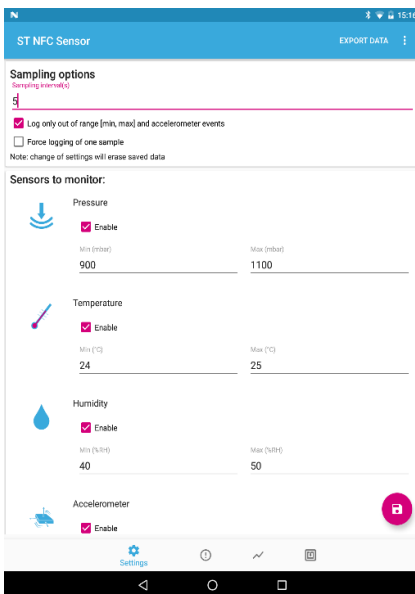 15:16
ST NFC Sensor
EXPORT DATA
Sampling options
Sampling interval(s)
5
Log only out of range [min, max] and accelerometer events
Force logging of one sample
Note: change of settings will erase saved data
Sensors to monitor:
Pressure
Enable
Min (mbar) Max (mbar)
900 1100
Temperature
Enable
Min (°C) Max (°C)
24 25
Humidity
Enable
Min (%RH) Max (%RH)
40 50
Accelerometer
Enable
Settings